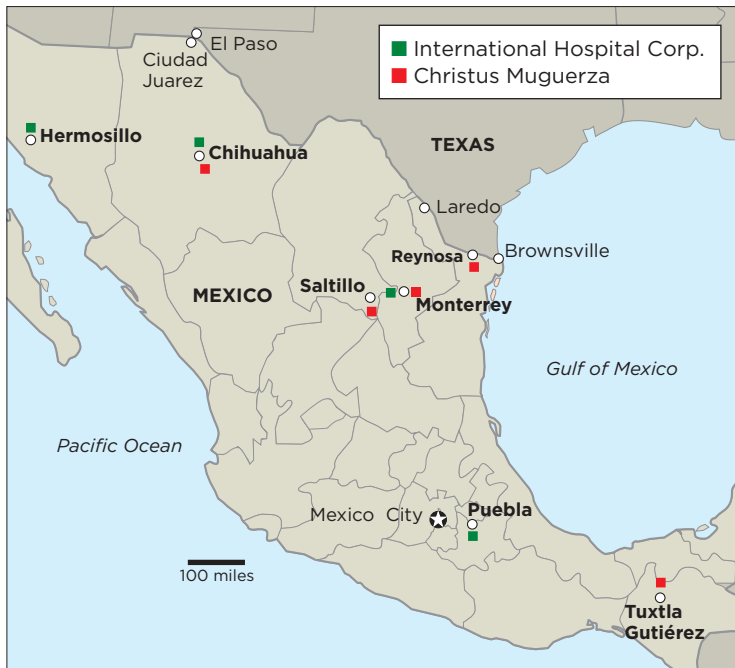 El Paso
Ciudad
Juarez
International Hospital Corp.
Christus Muguerza
Hermosillo
Chihuahua
TEXAS
Laredo
Reynosa
Brownsville
Saltillo
MEXICO
Monterrey
Gulf of Mexico
Pacific Ocean
Mexico City
Puebla
100 miles
Tuxtla
Gutiérez